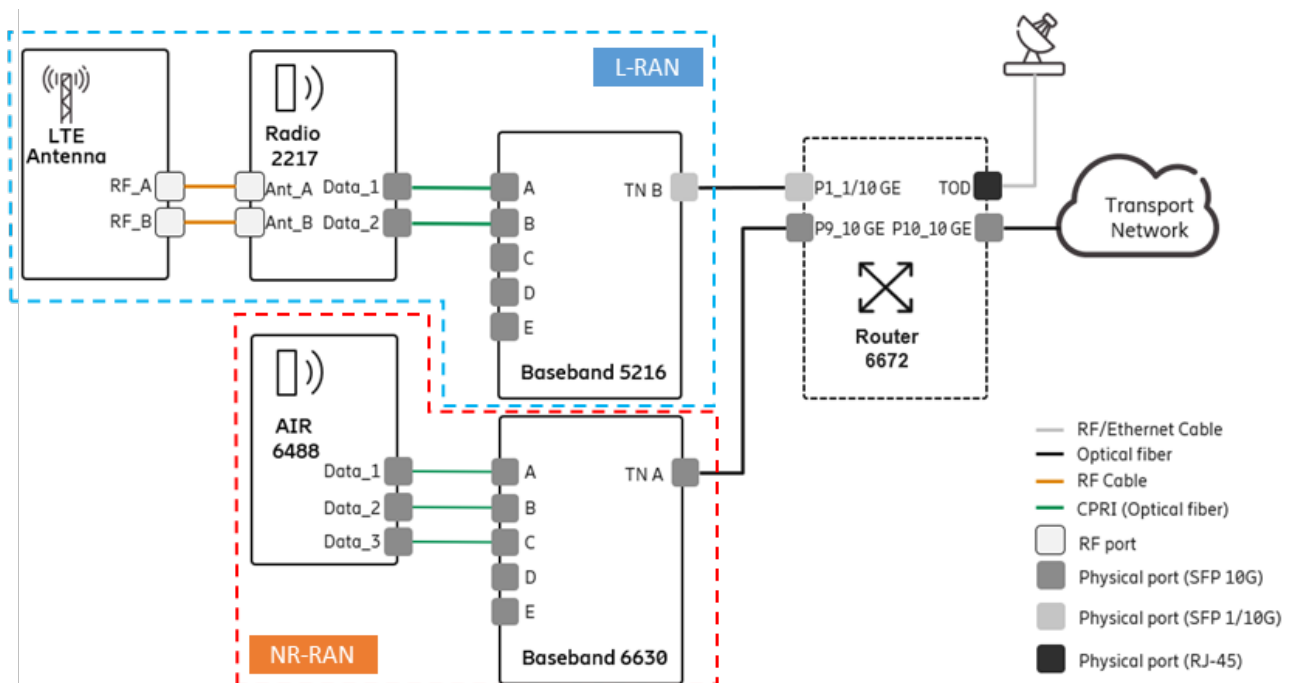 L-RAN
LTE
Antenna
RF_A
RF_B
Radio
2217
Ant_A
Ant_B
Data_1
Data_2
A
B
C
D
E
TN B
Baseband 5216
P1_1/10 GE
TOD
P9_10 GE
P10_10 GE
Router
6672
Transport
Network
AIR
6488
Data_1
Data_2
Data_3
A
B
C
D
E
TN A
Baseband 6630
NR-RAN
RF/Ethernet Cable
Optical fiber
RF Cable
CPRI (Optical fiber)
RF port
Physical port (SFP 10G)
Physical port (SFP 1/10G)
Physical port (RJ-45)